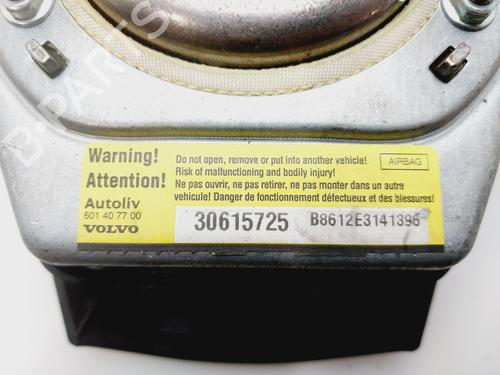 B-PARTS
Warning!
Attention!
Autoliv
601 40 77 00
VOLVO
Do not open, remove or put into another vehicle!
Risk of malfunctioning and bodily injury!
Ne pas ouvrir, ne pas retirer, ne pas monter dans un autre
vehicule! Danger de fonctionnement défectueux et des blessures!
AIRBAG
30615725
B8612E3141396